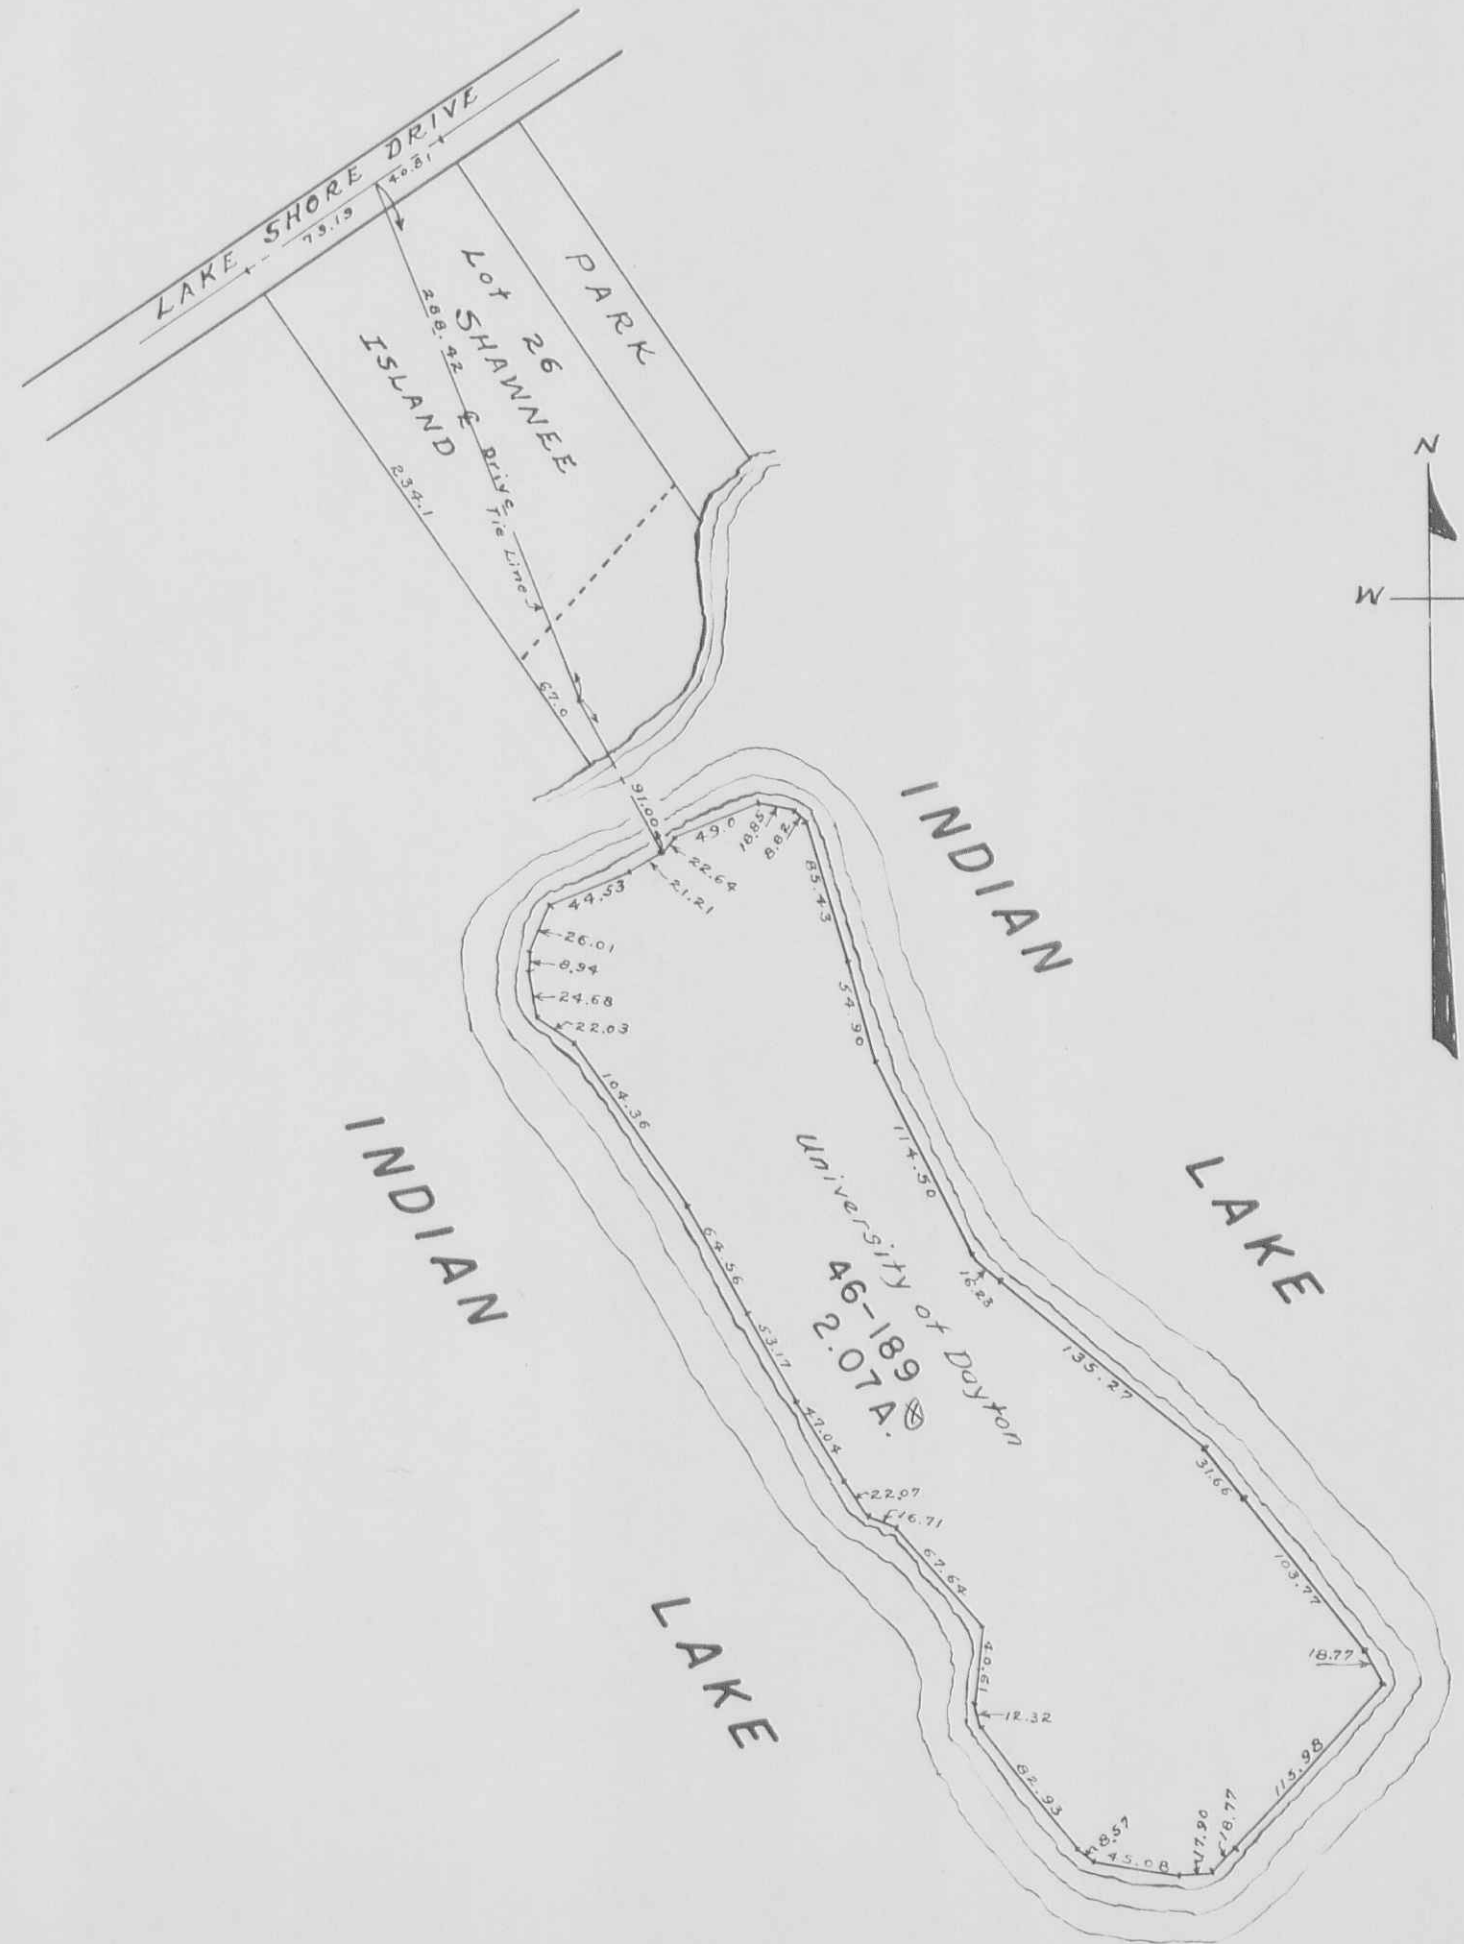 LAKE SHORE DRIVE
40.81
73.19
PARK
Lot 26
SHAWNEE
ISLAND
288.42 ℄ Drive
Tie Line
234.1
67.0
N
W
91.00
49.0
18.85
8.82
22.64
21.21
44.53
26.01
8.94
24.68
22.03
85.43
54.90
INDIAN
LAKE
104.36
114.50
INDIAN
LAKE
64.56
University of Dayton
46-189 ⊗
2.07 A.
16.23
53.17
135.27
47.04
31.66
22.07
16.71
67.64
103.77
18.77
19.04
12.32
82.93
115.98
45.08
17.90
18.77